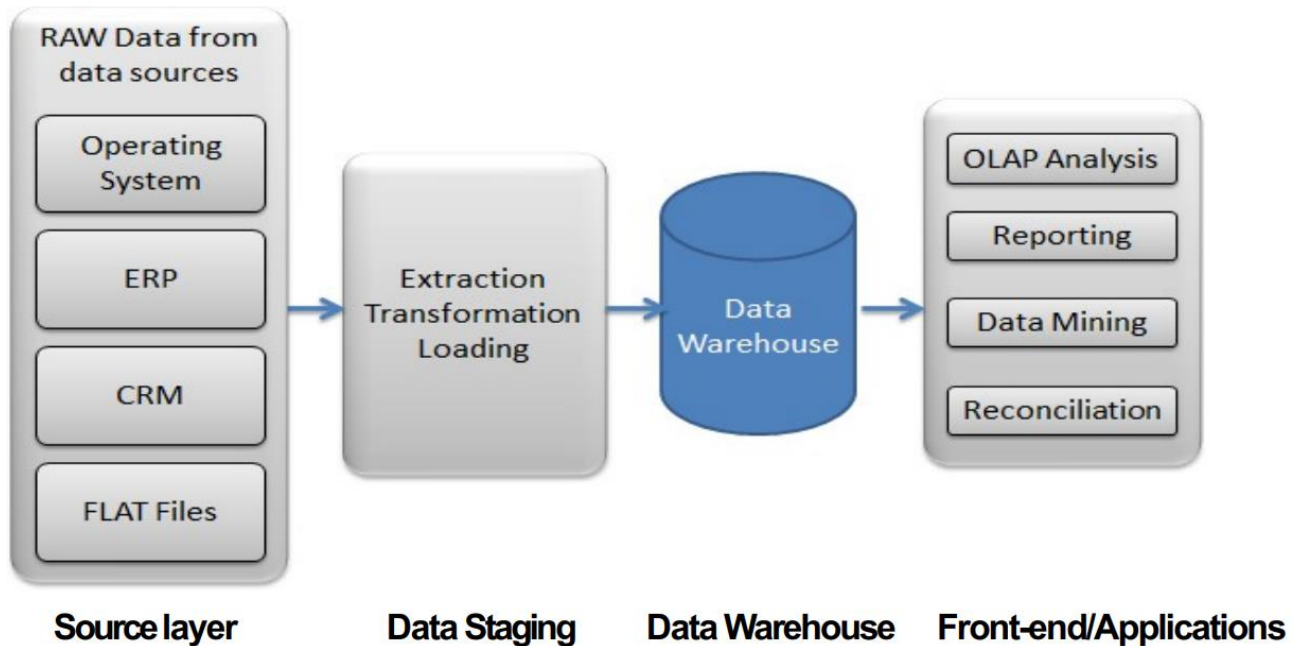 RAW Data from
data sources
Operating
System
ERP
CRM
FLAT Files
Extraction
Transformation
Loading
Data
Warehouse
OLAP Analysis
Reporting
Data Mining
Reconciliation
Source layer
Data Staging
Data Warehouse
Front-end/Applications